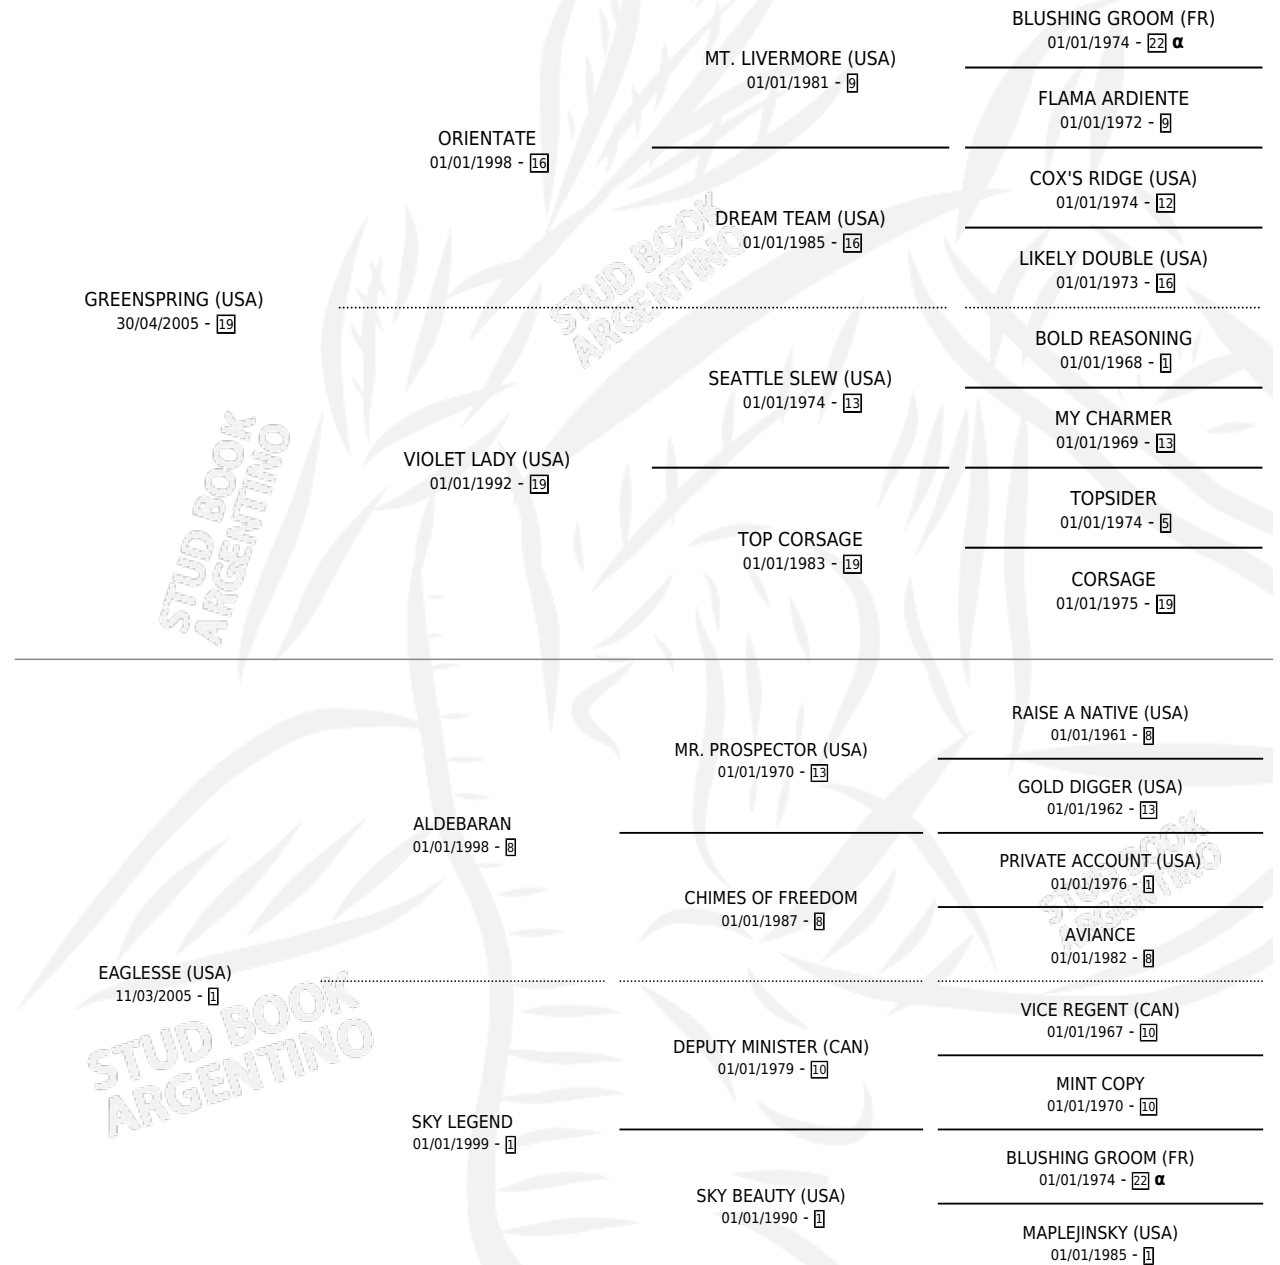 BLUSHING GROOM (FR)
01/01/1974 - 22 α
MT. LIVERMORE (USA)
01/01/1981 - 9
FLAMA ARDIENTE
01/01/1972 - 9
ORIENTATE
01/01/1998 - 16
COX'S RIDGE (USA)
01/01/1974 - 12
DREAM TEAM (USA)
01/01/1985 - 16
LIKELY DOUBLE (USA)
01/01/1973 - 16
GREENSPRING (USA)
30/04/2005 - 19
BOLD REASONING
01/01/1968 - 1
SEATTLE SLEW (USA)
01/01/1974 - 13
MY CHARMER
01/01/1969 - 13
VIOLET LADY (USA)
01/01/1992 - 19
TOPSIDER
01/01/1974 - 5
TOP CORSAGE
01/01/1983 - 19
CORSAGE
01/01/1975 - 19
RAISE A NATIVE (USA)
01/01/1961 - 8
MR. PROSPECTOR (USA)
01/01/1970 - 13
GOLD DIGGER (USA)
01/01/1962 - 13
ALDEBARAN
01/01/1998 - 8
PRIVATE ACCOUNT (USA)
01/01/1976 - 1
CHIMES OF FREEDOM
01/01/1987 - 8
AVIANCE
01/01/1982 - 8
EAGLESSE (USA)
11/03/2005 - 1
VICE REGENT (CAN)
01/01/1967 - 10
DEPUTY MINISTER (CAN)
01/01/1979 - 10
MINT COPY
01/01/1970 - 10
SKY LEGEND
01/01/1999 - 1
BLUSHING GROOM (FR)
01/01/1974 - 22 α
SKY BEAUTY (USA)
01/01/1990 - 1
MAPLEJINSKY (USA)
01/01/1985 - 1
STUD BOOK
ARGENTINO
STUD BOOK
ARGENTINO
STUD BOOK
ARGENTINO
STUD BOOK
ARGENTINO